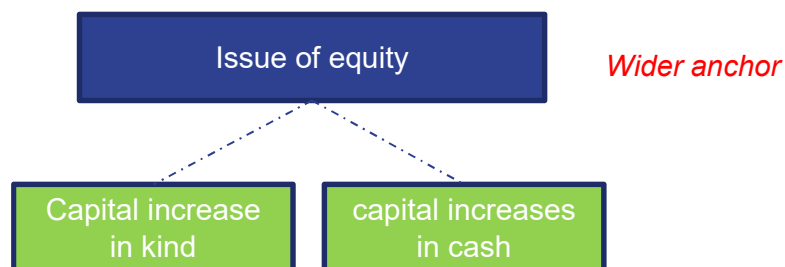 Issue of equity
Wider anchor
Capital increase
in kind
capital increases
in cash